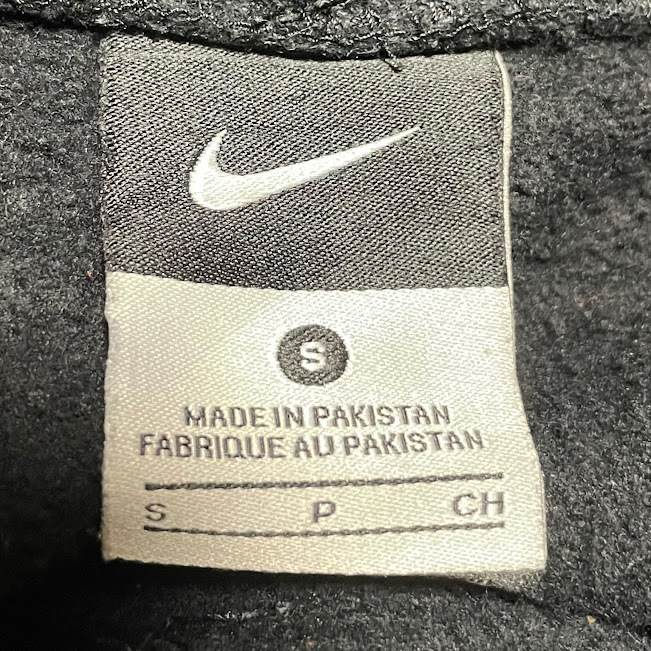 S
MADE IN PAKISTAN
FABRIQUE AU PAKISTAN
S P CH